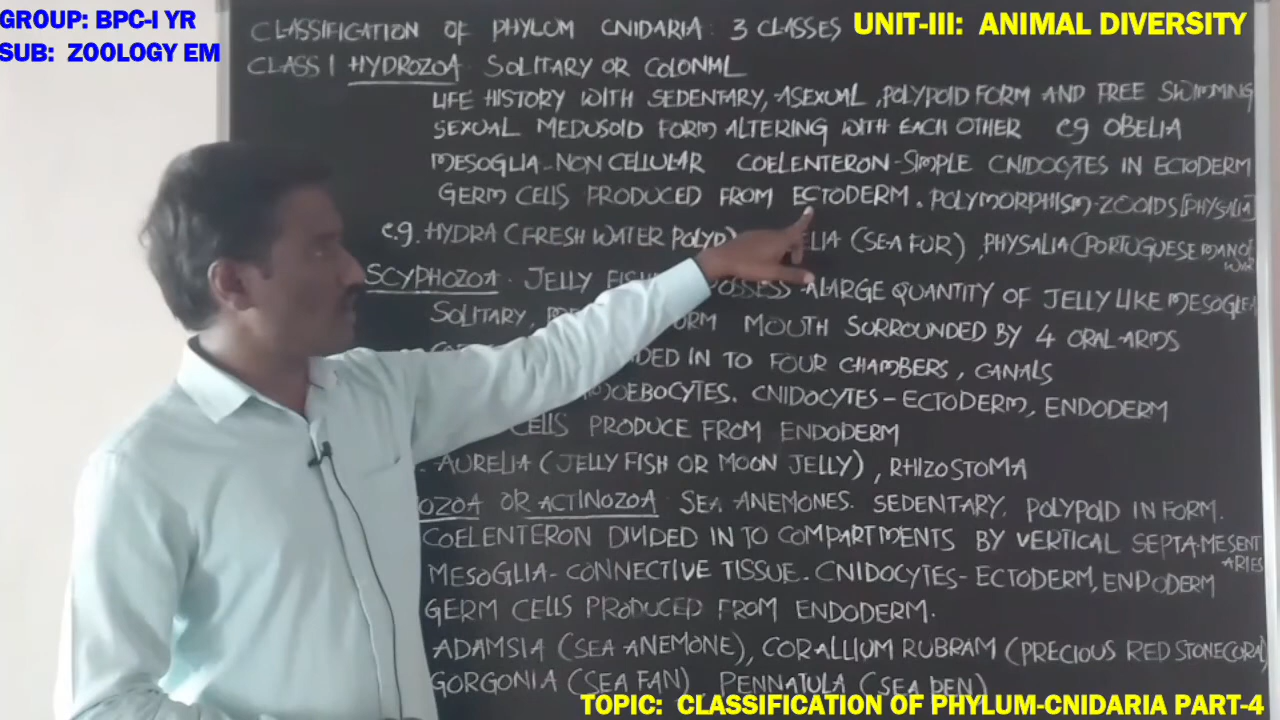 GROUP: BPC-I YR
SUB: ZOOLOGY EM
UNIT-III: ANIMAL DIVERSITY
CLASSIFICATION OF PHYLUM CNIDARIA: 3 CLASSES
CLASS I HYDROZOA. SOLITARY OR COLONIAL
LIFE HISTORY WITH SEDENTARY, ASEXUAL, POLYPOID FORM AND FREE SWIMMING
SEXUAL MEDUSOID FORM ALTERING WITH EACH OTHER eg OBELIA
MESOGLIA-NON CELLULAR COELENTERON-SIMPLE CNIDOCYTES IN ECTODERM
GERM CELLS PRODUCED FROM ECTODERM. POLYMORPHISM-ZOOIDS [PHYSALIA]
e.g. HYDRA (FRESH WATER POLYP) LIA (SEA FUR), PHYSALIA (PORTUGUESE MAN OF WAR
SCYPHOZOA. JELLY FISH POSSESS A LARGE QUANTITY OF JELLY LIKE MESOGLEA
SOLITARY, ORM MOUTH SURROUNDED BY 4 ORAL-ARMS
DED IN TO FOUR CHAMBERS, CANALS
OEBOCYTES. CNIDOCYTES-ECTODERM, ENDODERM
CELLS PRODUCE FROM ENDODERM
. AURELIA (JELLY FISH OR MOON JELLY), RHIZOSTOMA
OZOA OR ACTINOZOA SEA ANEMONES. SEDENTARY. POLYPOID IN FORM.
COELENTERON DIVIDED IN TO COMPARTMENTS BY VERTICAL SEPTA-MESENT ARIES
MESOGLIA-CONNECTIVE TISSUE. CNIDOCYTES-ECTODERM, ENDODERM
GERM CELLS PRODUCED FROM ENDODERM.
ADAMSIA (SEA ANEMONE), CORALLIUM RUBRAM (PRECIOUS RED STONE CORAL)
GORGONIA (SEA FAN), PENNATULA (SEA PEN)
TOPIC: CLASSIFICATION OF PHYLUM-CNIDARIA PART-4